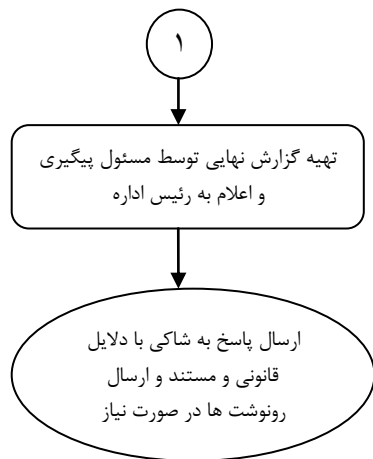 ۱
تهیه گزارش نهایی توسط مسئول پیگیری
و اعلام به رئیس اداره
ارسال پاسخ به شاکی با دلایل
قانونی و مستند و ارسال
رونوشت ها در صورت نیاز